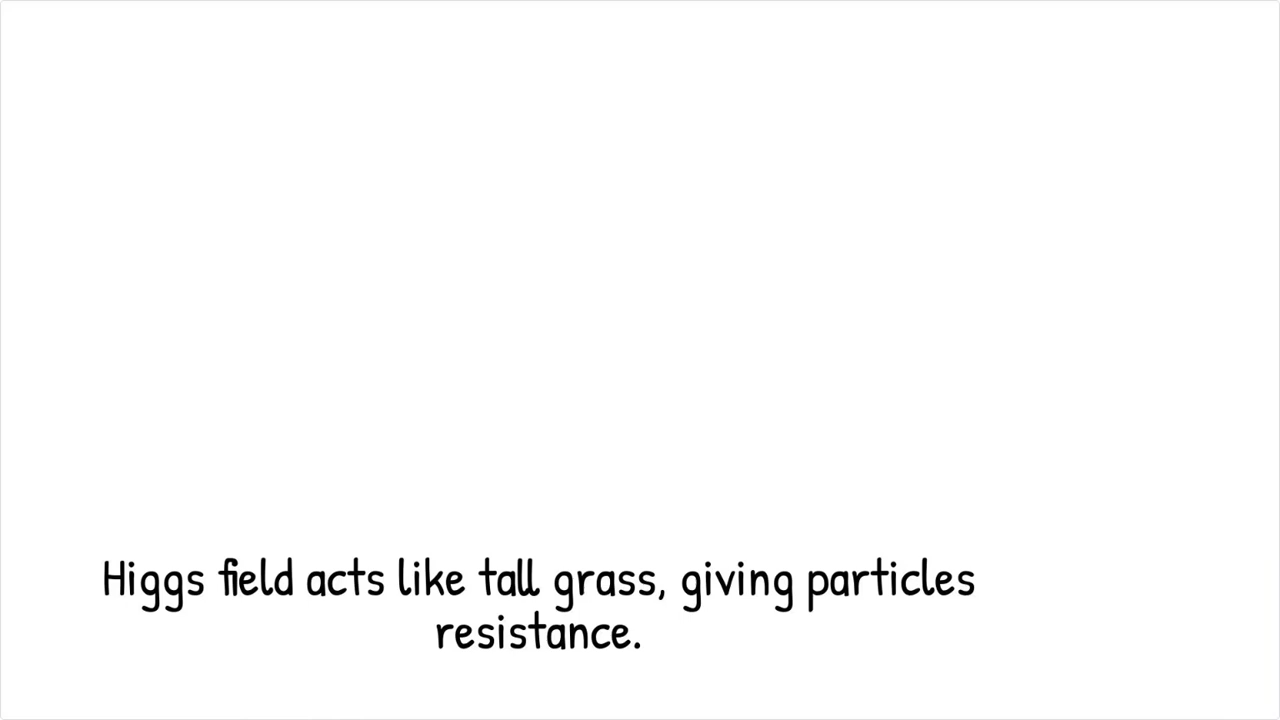 Higgs field acts like tall grass, giving particles
resistance.